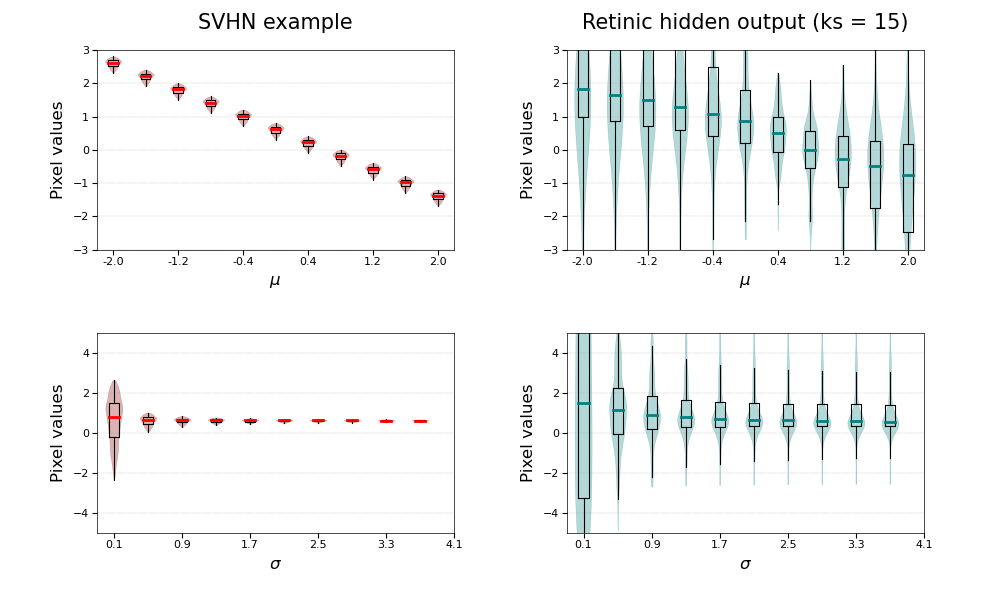 SVHN example
Retinic hidden output (ks = 15)
Pixel values
3
2
1
0
−1
−2
−3
-2.0 -1.2 -0.4 0.4 1.2 2.0
μ
Pixel values
3
2
1
0
−1
−2
−3
-2.0 -1.2 -0.4 0.4 1.2 2.0
μ
Pixel values
4
2
0
−2
−4
0.1 0.9 1.7 2.5 3.3 4.1
σ
Pixel values
4
2
0
−2
−4
0.1 0.9 1.7 2.5 3.3 4.1
σ